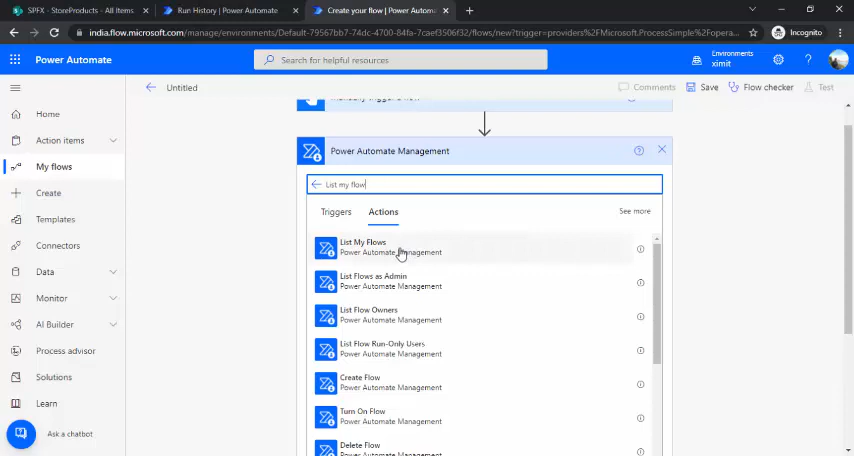 SPFX - StoreProducts - All Items
Run History | Power Automate
Create your flow | Power Automat
india.flow.microsoft.com/manage/environments/Default-79567bb7-74dc-4700-84fa-7caef3506f32/flows/new?trigger=providers%2FMicrosoft.ProcessSimple%2Fopera...
Incognito
Power Automate
Search for helpful resources
Environments
ximit
Untitled
Comments
Save
Flow checker
Test
Home
Action items
My flows
Create
Templates
Connectors
Data
Monitor
AI Builder
Process advisor
Solutions
Learn
Ask a chatbot
Manually trigger a flow
Power Automate Management
List my flow
Triggers
Actions
See more
List My Flows
Power Automate Management
List Flows as Admin
Power Automate Management
List Flow Owners
Power Automate Management
List Flow Run-Only Users
Power Automate Management
Create Flow
Power Automate Management
Turn On Flow
Power Automate Management
Delete Flow
Power Automate Management